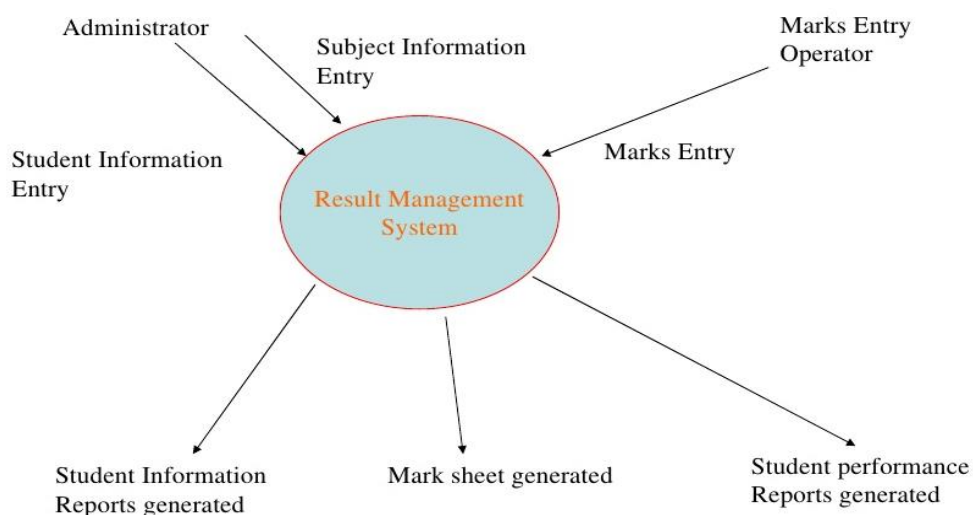 Administrator
Subject Information
Entry
Marks Entry
Operator
Student Information
Entry
Marks Entry
Result Management
System
Student Information
Reports generated
Mark sheet generated
Student performance
Reports generated